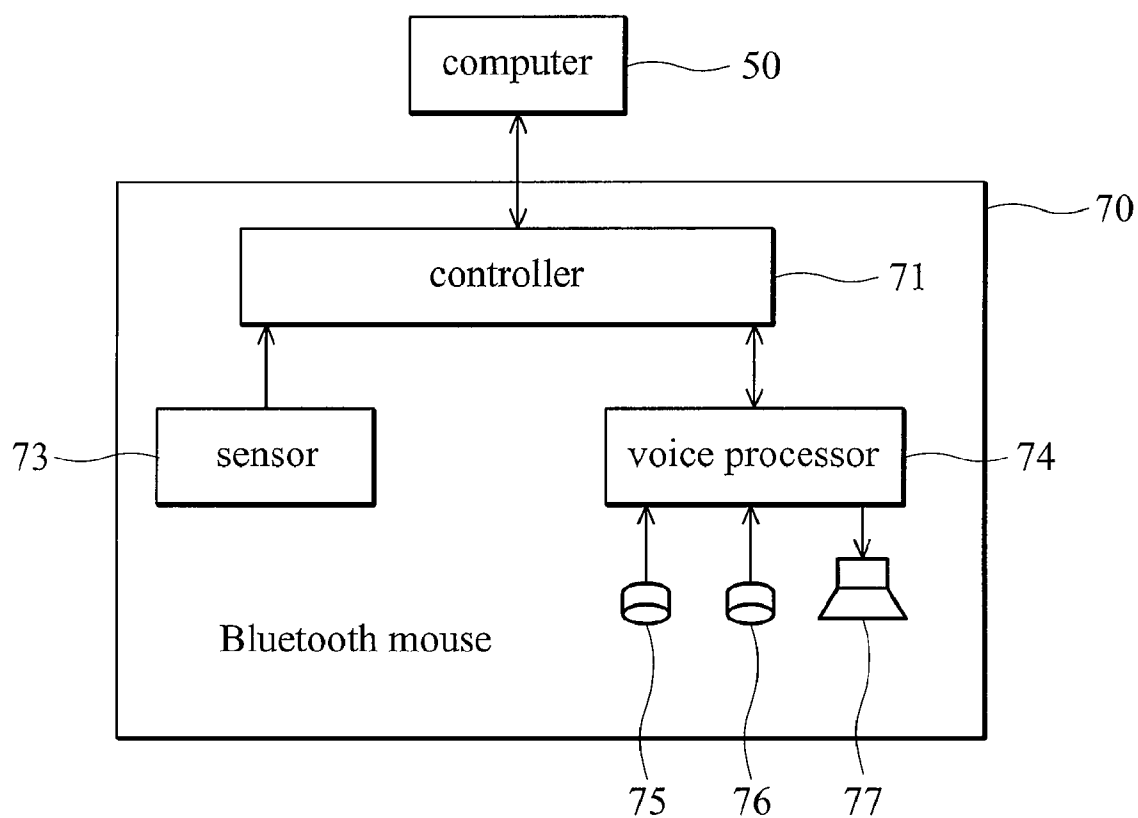 computer 50
70
controller 71
73 sensor
voice processor 74
Bluetooth mouse
75 76 77